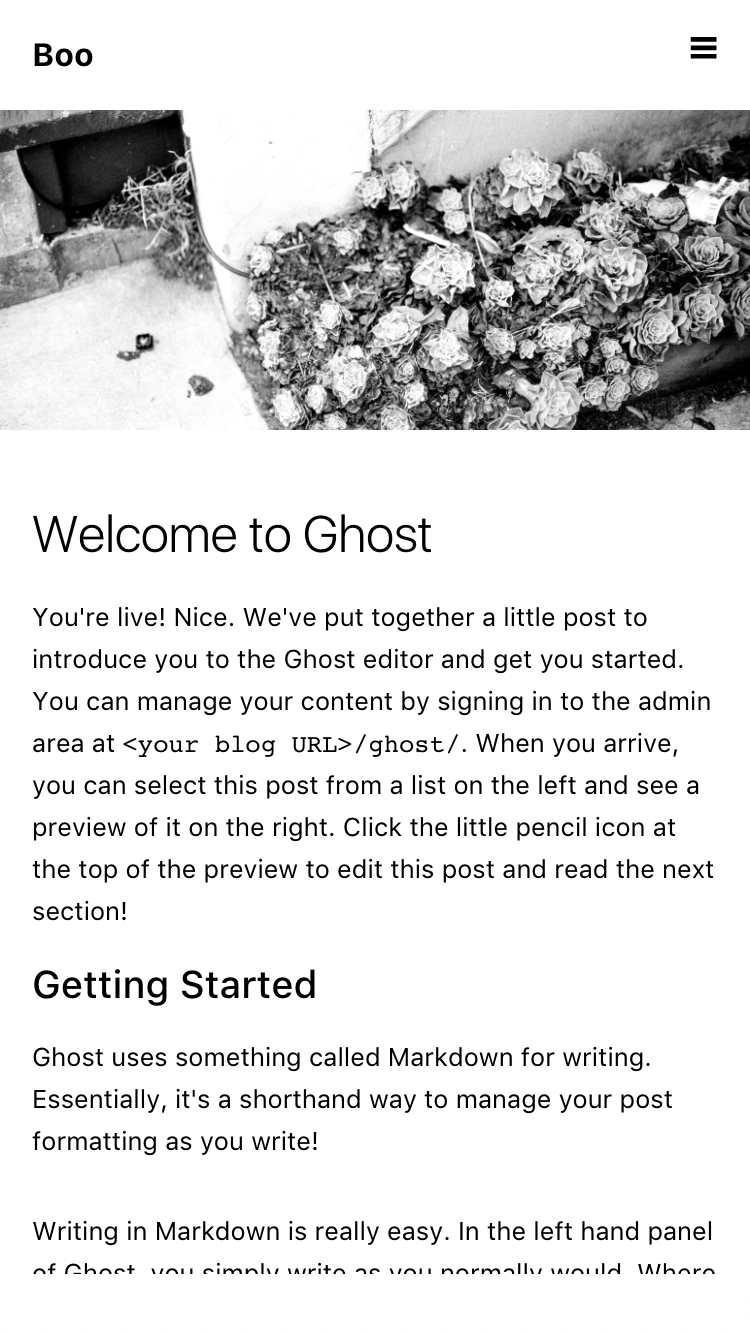 Boo
Welcome to Ghost
You're live! Nice. We've put together a little post to
introduce you to the Ghost editor and get you started.
You can manage your content by signing in to the admin
area at <your blog URL>/ghost/. When you arrive,
you can select this post from a list on the left and see a
preview of it on the right. Click the little pencil icon at
the top of the preview to edit this post and read the next
section!
Getting Started
Ghost uses something called Markdown for writing.
Essentially, it's a shorthand way to manage your post
formatting as you write!
Writing in Markdown is really easy. In the left hand panel
of Ghost, you simply write as you normally would. Where